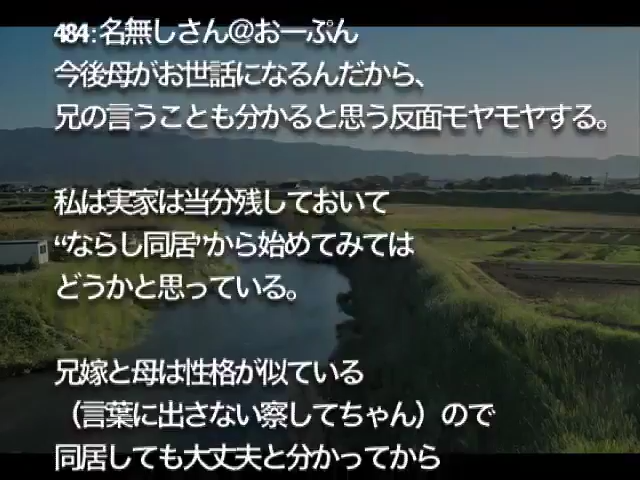 484 : 名無しさん＠おーぷん
今後母がお世話になるんだから、
兄の言うことも分かると思う反面モヤモヤする。
私は実家は当分残しておいて
“ならし同居”から始めてみては
どうかと思っている。
兄嫁と母は性格が似ている
（言葉に出さない察してちゃん）ので
同居しても大丈夫と分かってから